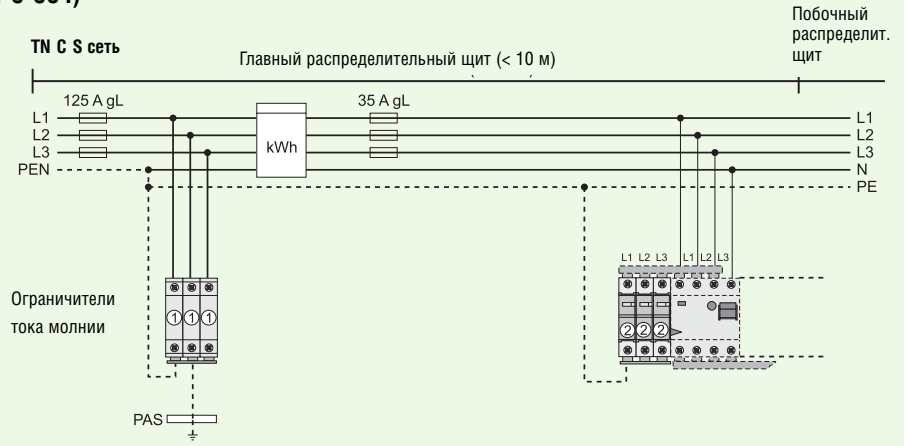 Побочный
распределит.
щит
TN C S сеть
Главный распределительный щит (< 10 м)
125 A gL
35 A gL
L1
L2
L3
PEN
kWh
L1
L2
L3
N
PE
L1 L2 L3 L1 L2 L3
Ограничители
тока молнии
1 1 1
2 2 2
PAS